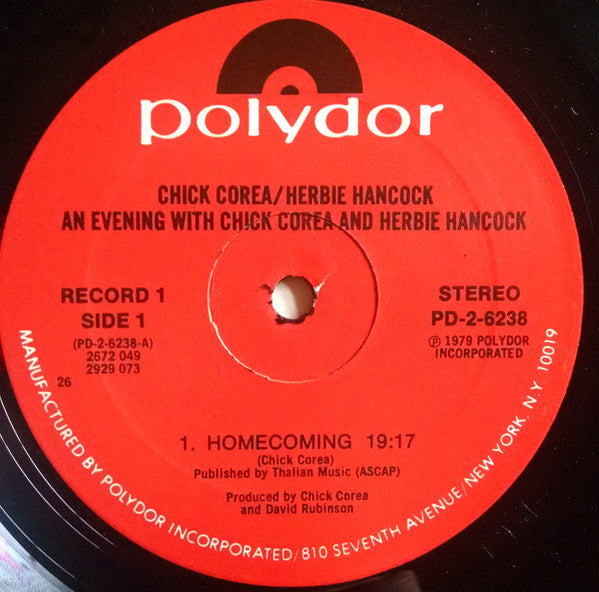 polydor
CHICK COREA/HERBIE HANCOCK
AN EVENING WITH CHICK COREA AND HERBIE HANCOCK
RECORD 1
SIDE 1
(PD-2-6238-A)
2672 049
2929 073
26
STEREO
PD-2-6238
Ⓟ 1979 POLYDOR
INCORPORATED
1. HOMECOMING 19:17
(Chick Corea)
Published by Thalian Music (ASCAP)
Produced by Chick Corea
and David Rubinson
MANUFACTURED BY POLYDOR INCORPORATED/810 SEVENTH AVENUE/NEW YORK, N.Y. 10019